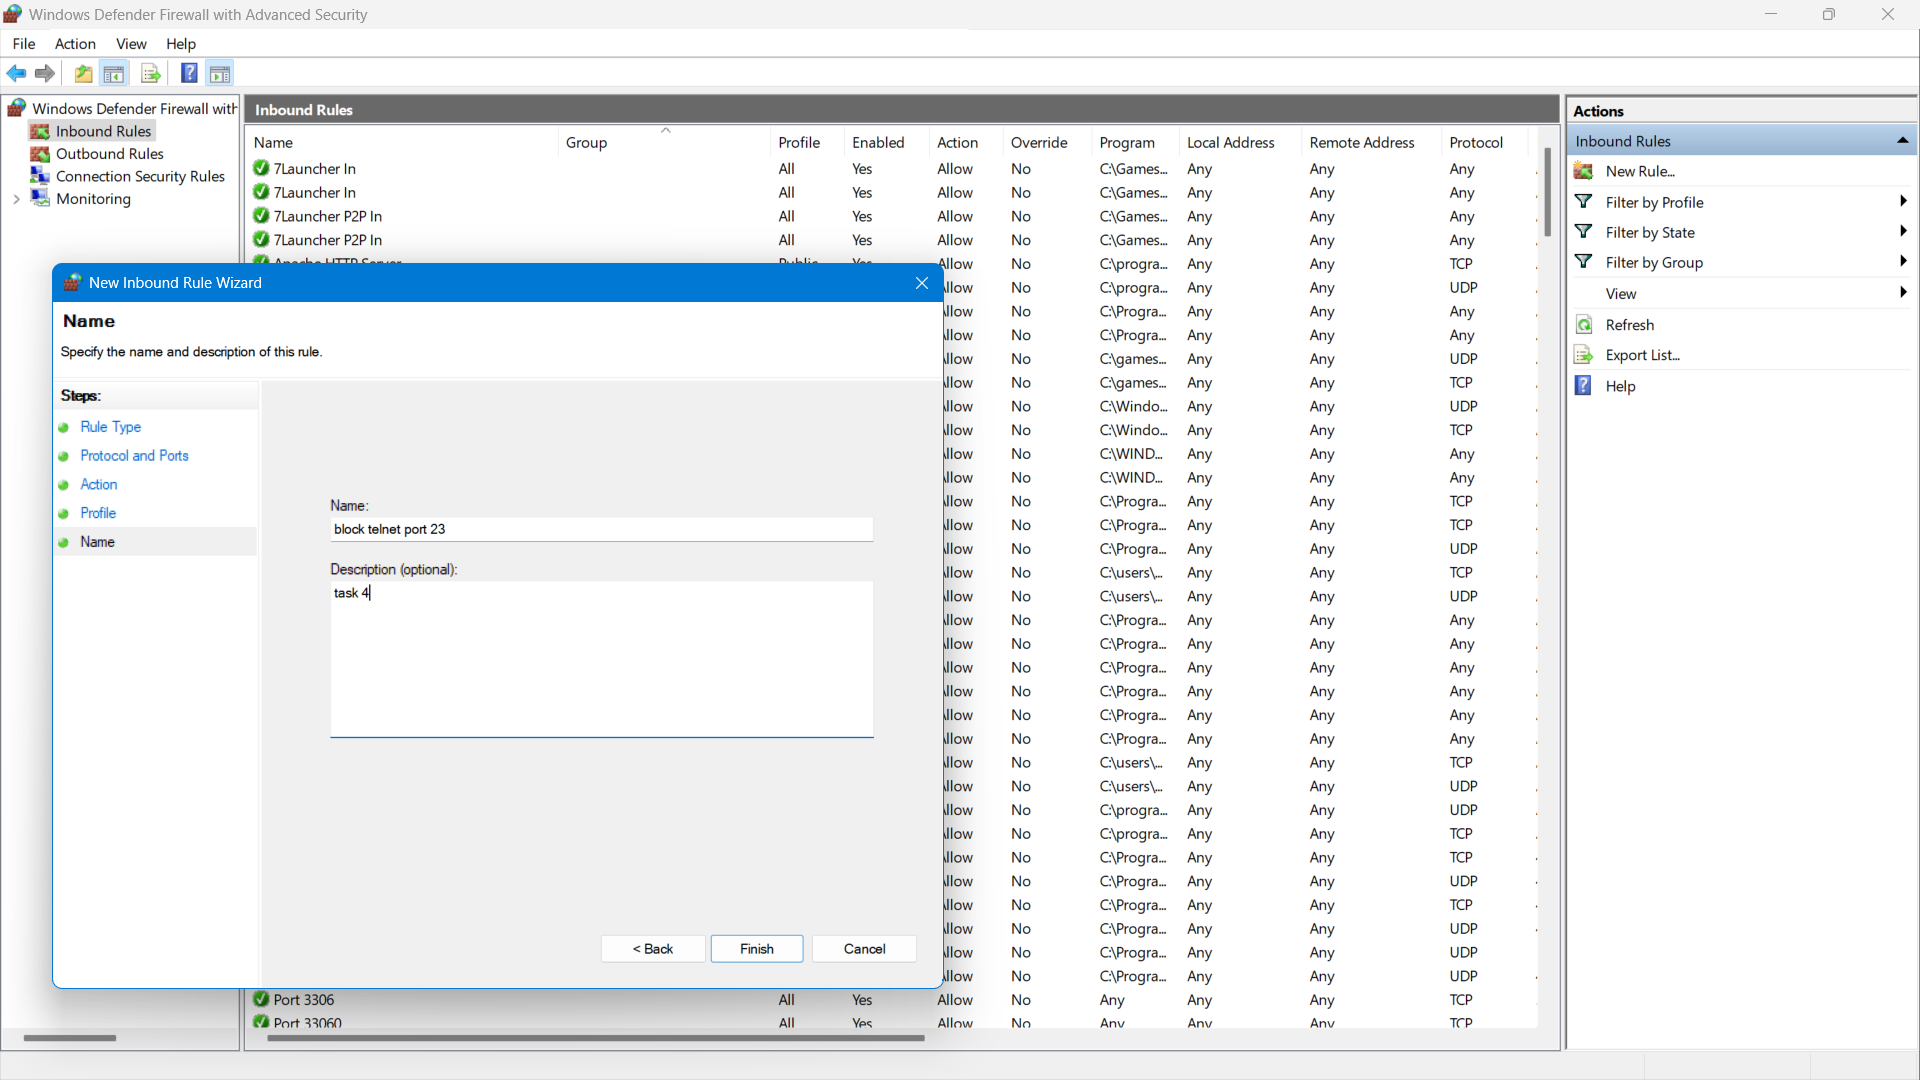 Windows Defender Firewall with Advanced Security
File Action View Help
Windows Defender Firewall with
Inbound Rules
Outbound Rules
Connection Security Rules
Monitoring
Inbound Rules
Name Group Profile Enabled Action Override Program Local Address Remote Address Protocol
7Launcher In All Yes Allow No C:\Games... Any Any Any
7Launcher In All Yes Allow No C:\Games... Any Any Any
7Launcher P2P In All Yes Allow No C:\Games... Any Any Any
7Launcher P2P In All Yes Allow No C:\Games... Any Any Any
Apache HTTP Server Public Yes Allow No C:\progra... Any Any TCP
llow No C:\progra... Any Any UDP
llow No C:\Progra... Any Any Any
llow No C:\Progra... Any Any Any
llow No C:\games... Any Any UDP
llow No C:\games... Any Any TCP
llow No C:\Windo... Any Any UDP
llow No C:\Windo... Any Any TCP
llow No C:\WIND... Any Any Any
llow No C:\WIND... Any Any Any
llow No C:\Progra... Any Any TCP
llow No C:\Progra... Any Any TCP
llow No C:\Progra... Any Any UDP
llow No C:\users\... Any Any TCP
llow No C:\users\... Any Any UDP
llow No C:\Progra... Any Any Any
llow No C:\Progra... Any Any Any
llow No C:\Progra... Any Any Any
llow No C:\Progra... Any Any Any
llow No C:\Progra... Any Any Any
llow No C:\Progra... Any Any Any
llow No C:\users\... Any Any TCP
llow No C:\users\... Any Any UDP
llow No C:\progra... Any Any UDP
llow No C:\progra... Any Any TCP
llow No C:\Progra... Any Any TCP
llow No C:\Progra... Any Any UDP
llow No C:\Progra... Any Any TCP
llow No C:\Progra... Any Any UDP
llow No C:\Progra... Any Any UDP
llow No C:\Progra... Any Any UDP
Port 3306 All Yes Allow No Any Any Any TCP
Port 33060 All Yes Allow No Any Any Any TCP
New Inbound Rule Wizard
Name
Specify the name and description of this rule.
Steps:
Rule Type
Protocol and Ports
Action
Profile
Name
Name:
block telnet port 23
Description (optional):
task 4
< Back Finish Cancel
Actions
Inbound Rules
New Rule...
Filter by Profile
Filter by State
Filter by Group
View
Refresh
Export List...
Help